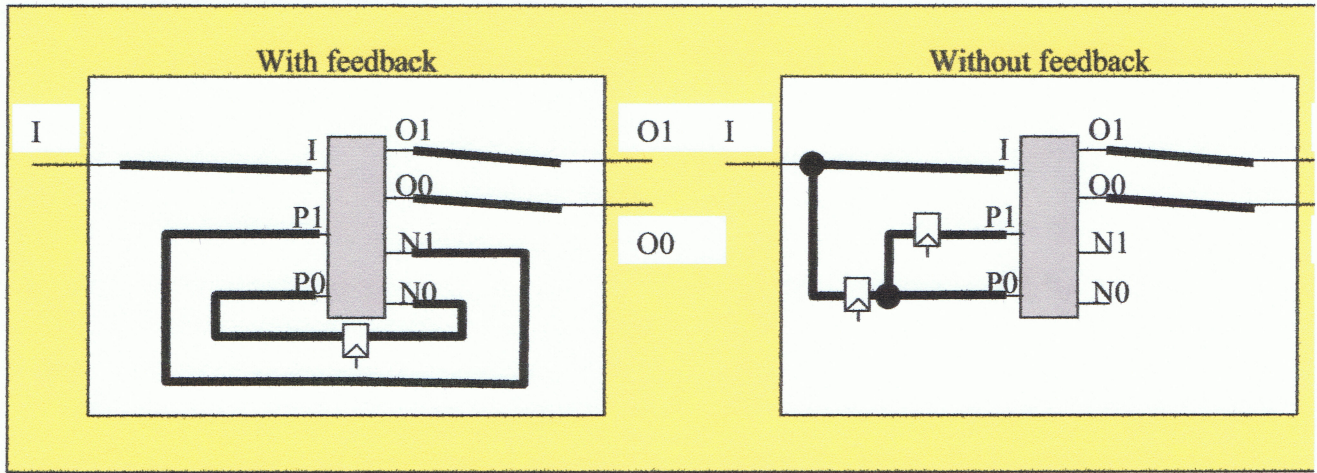 With feedback
Without feedback
I
I
P1
P0
O1
O0
N1
N0
O1
O0
I
I
P1
P0
O1
O0
N1
N0